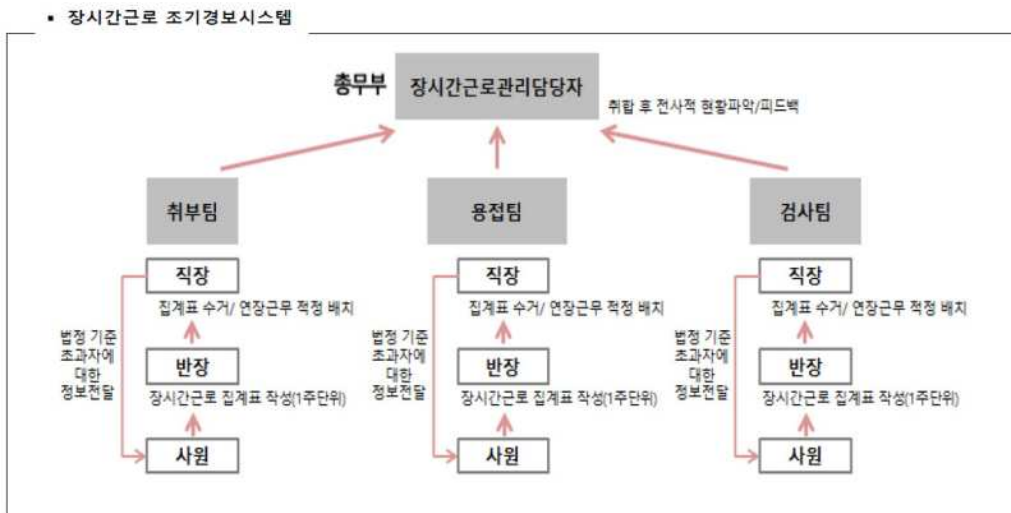 ▪ 장시간근로 조기경보시스템
총무부
장시간근로관리담당자
취합 후 전사적 현황파악/피드백
취부팀
용접팀
검사팀
직장
집계표 수거/ 연장근무 적정 배치
법정 기준
초과자에
대한
정보전달
반장
장시간근로 집계표 작성(1주단위)
사원
직장
집계표 수거/ 연장근무 적정 배치
법정 기준
초과자에
대한
정보전달
반장
장시간근로 집계표 작성(1주단위)
사원
직장
집계표 수거/ 연장근무 적정 배치
법정 기준
초과자에
대한
정보전달
반장
장시간근로 집계표 작성(1주단위)
사원